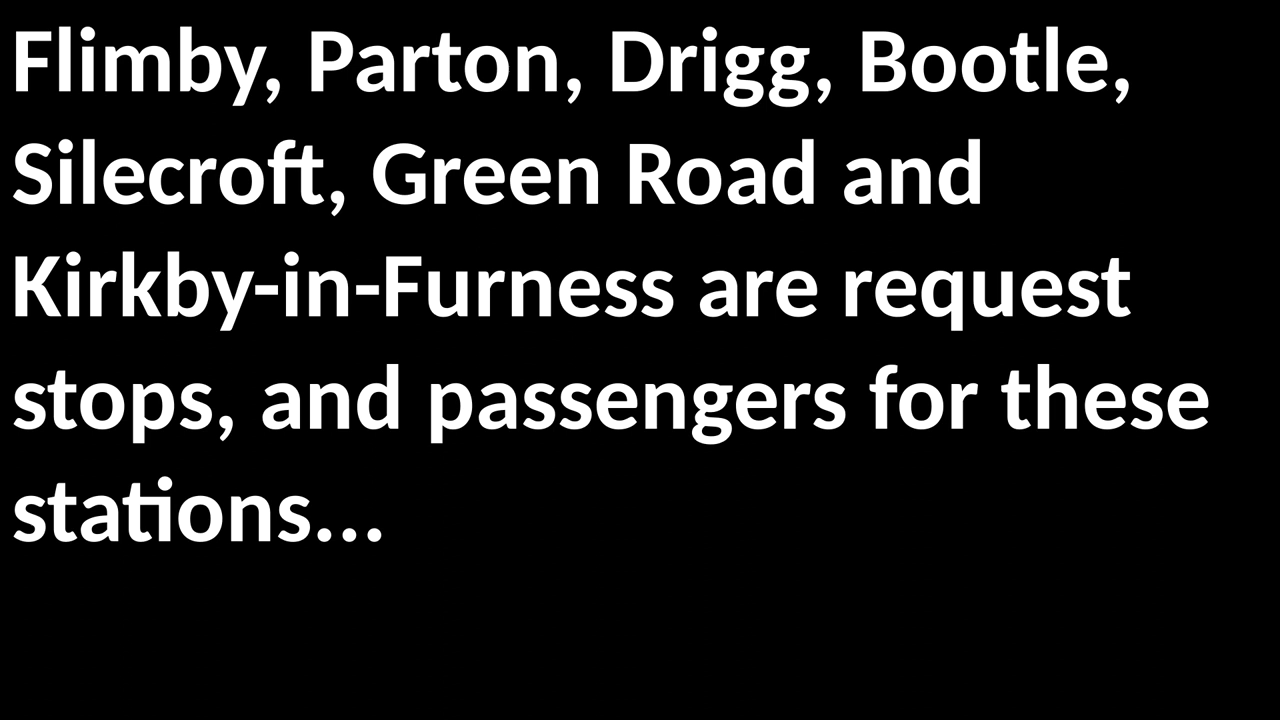 Flimby, Parton, Drigg, Bootle,
Silecroft, Green Road and
Kirkby-in-Furness are request
stops, and passengers for these
stations...